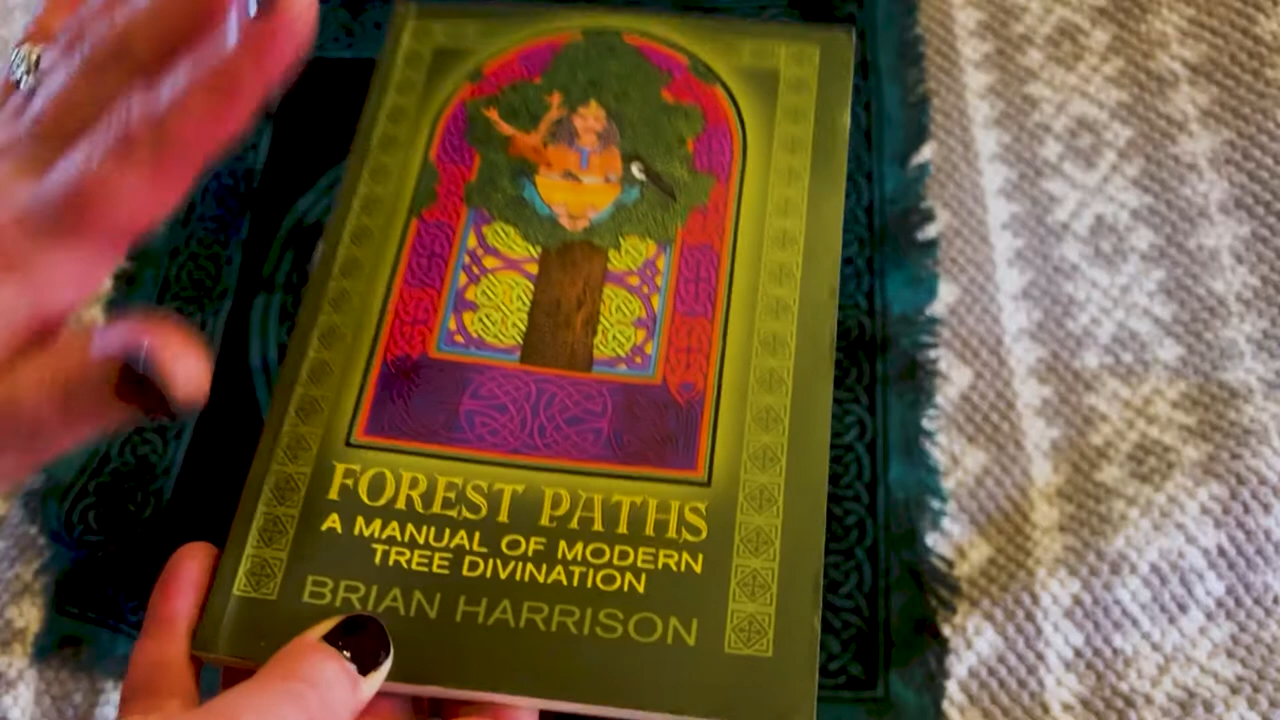 FOREST PATHS
A MANUAL OF MODERN
TREE DIVINATION
BRIAN HARRISON